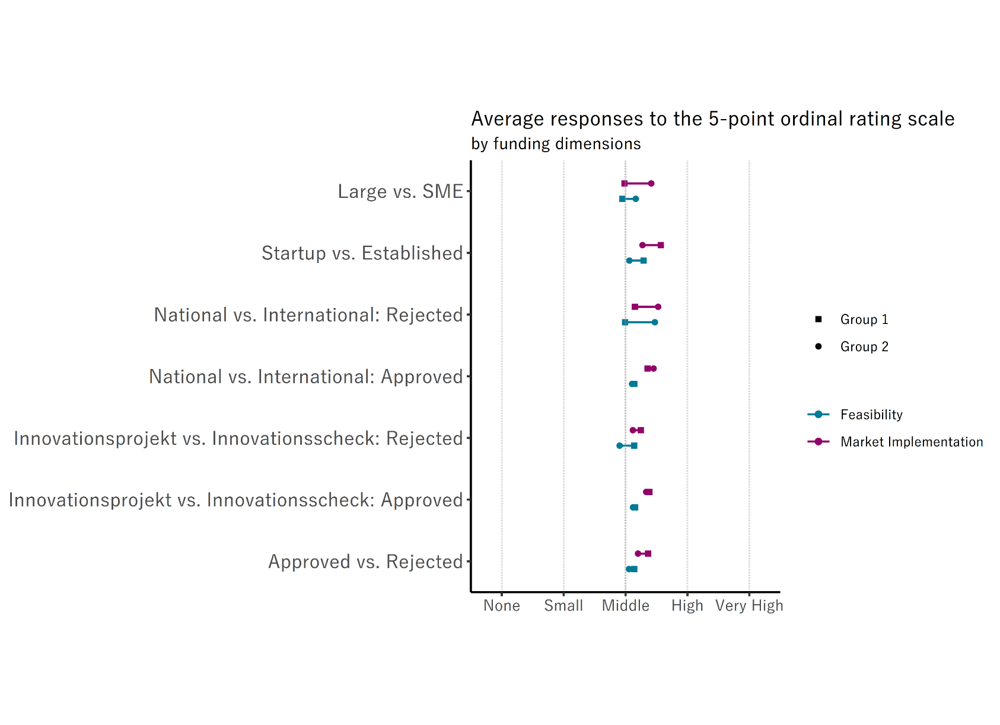 Average responses to the 5-point ordinal rating scale
by funding dimensions
Large vs. SME
Startup vs. Established
National vs. International: Rejected
National vs. International: Approved
Innovationsprojekt vs. Innovationsscheck: Rejected
Innovationsprojekt vs. Innovationsscheck: Approved
Approved vs. Rejected
None Small Middle High Very High
Group 1
Group 2
Feasibility
Market Implementation